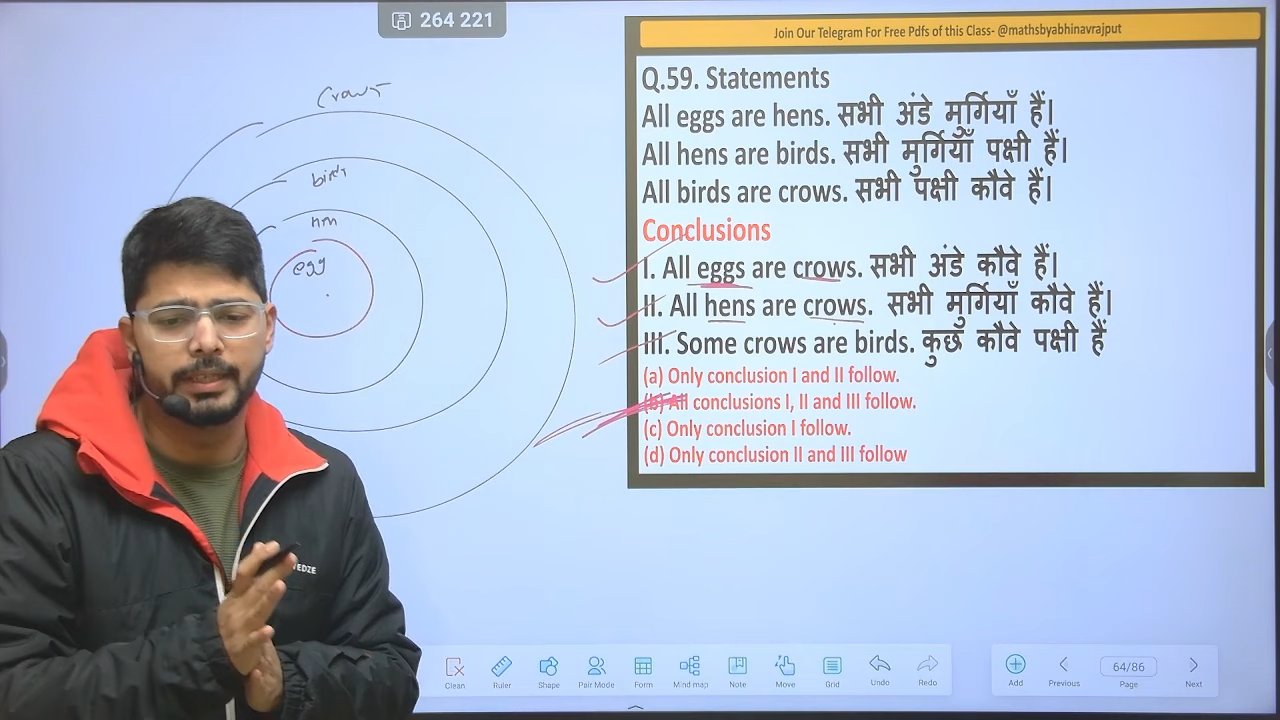 264 221
Join Our Telegram For Free Pdfs of this Class- @mathsbyabhinavrajput
Crows
birds
hen
egg
Q.59. Statements
All eggs are hens. सभी अंडे मुर्गियाँ हैं।
All hens are birds. सभी मुर्गियाँ पक्षी हैं।
All birds are crows. सभी पक्षी कौवे हैं।
Conclusions
I. All eggs are crows. सभी अंडे कौवे हैं।
II. All hens are crows. सभी मुर्गियाँ कौवे हैं।
III. Some crows are birds. कुछ कौवे पक्षी हैं
(a) Only conclusion I and II follow.
(b) All conclusions I, II and III follow.
(c) Only conclusion I follow.
(d) Only conclusion II and III follow
Clean Ruler Shape Pair Mode Form Mind map Note Move Grid Undo Redo
Add Previous 64/86 Page Next